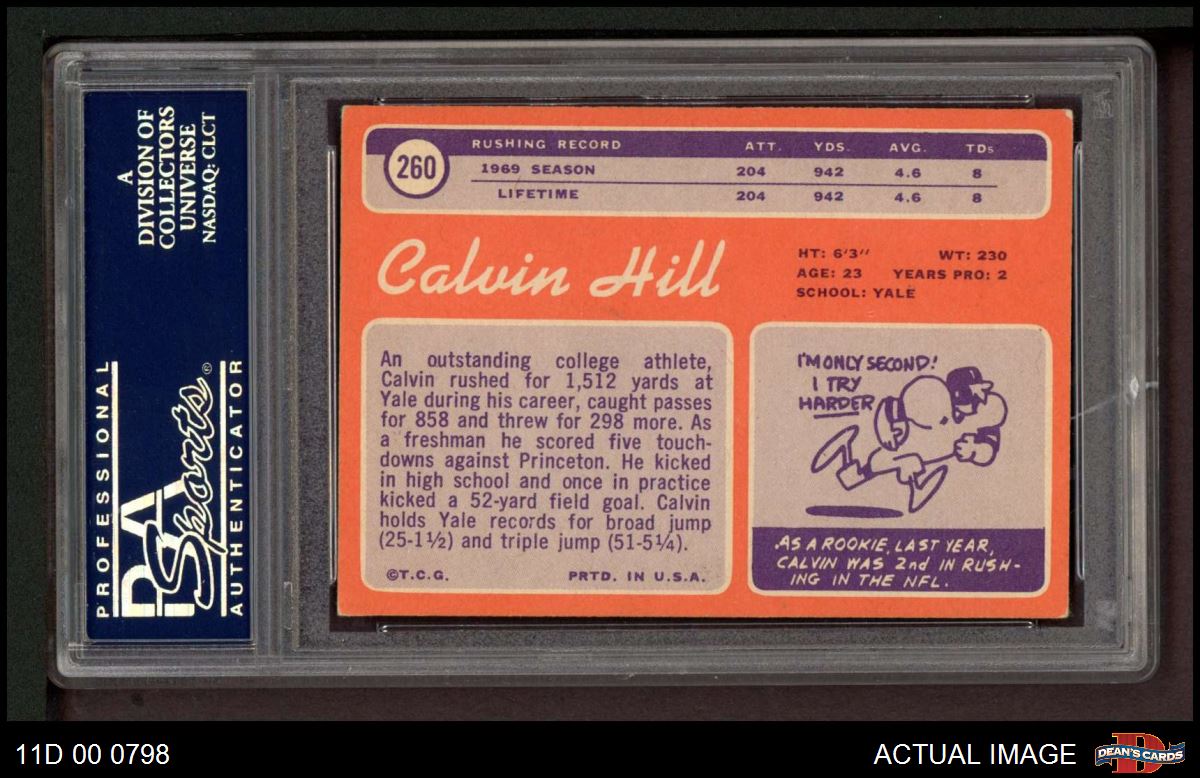 A
DIVISION OF
COLLECTORS
UNIVERSE
NASDAQ: CLCT
PROFESSIONAL
PSA
Sports®
AUTHENTICATOR
260
RUSHING RECORD ATT. YDS. AVG. TDs
1969 SEASON 204 942 4.6 8
LIFETIME 204 942 4.6 8
Calvin Hill
HT: 6'3" WT: 230
AGE: 23 YEARS PRO: 2
SCHOOL: YALE
An outstanding college athlete,
Calvin rushed for 1,512 yards at
Yale during his career, caught passes
for 858 and threw for 298 more. As
a freshman he scored five touch-
downs against Princeton. He kicked
in high school and once in practice
kicked a 52-yard field goal. Calvin
holds Yale records for broad jump
(25-1½) and triple jump (51-5¼).
©T.C.G. PRTD. IN U.S.A.
I'M ONLY SECOND!
I TRY
HARDER
AS A ROOKIE, LAST YEAR,
CALVIN WAS 2nd IN RUSH-
ING IN THE NFL.
11D 00 0798
ACTUAL IMAGE
DEAN'S CARDS